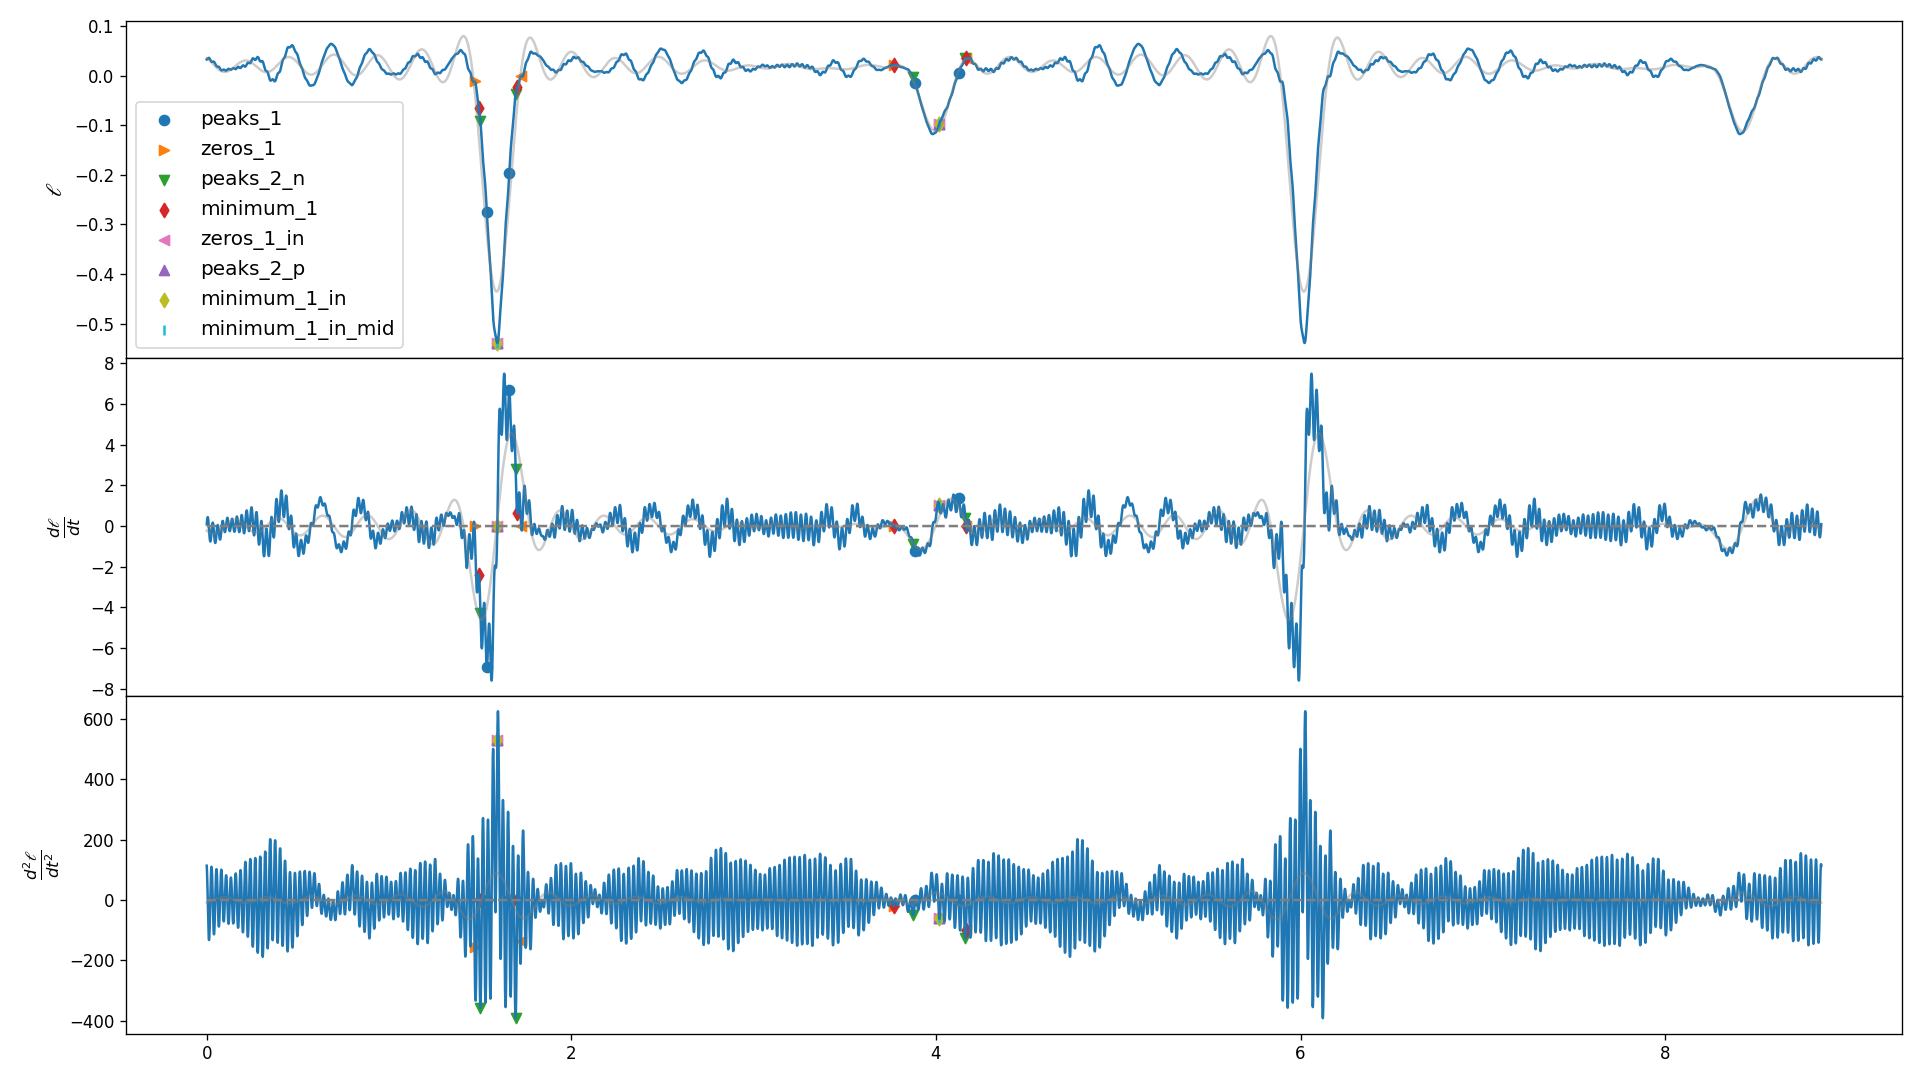 0.1
0.0
−0.1
−0.2
−0.3
−0.4
−0.5
ℓ
peaks_1
zeros_1
peaks_2_n
minimum_1
zeros_1_in
peaks_2_p
minimum_1_in
minimum_1_in_mid
8
6
4
2
0
−2
−4
−6
−8
dℓ
dt
600
400
200
0
−200
−400
d²ℓ
dt²
0 2 4 6 8